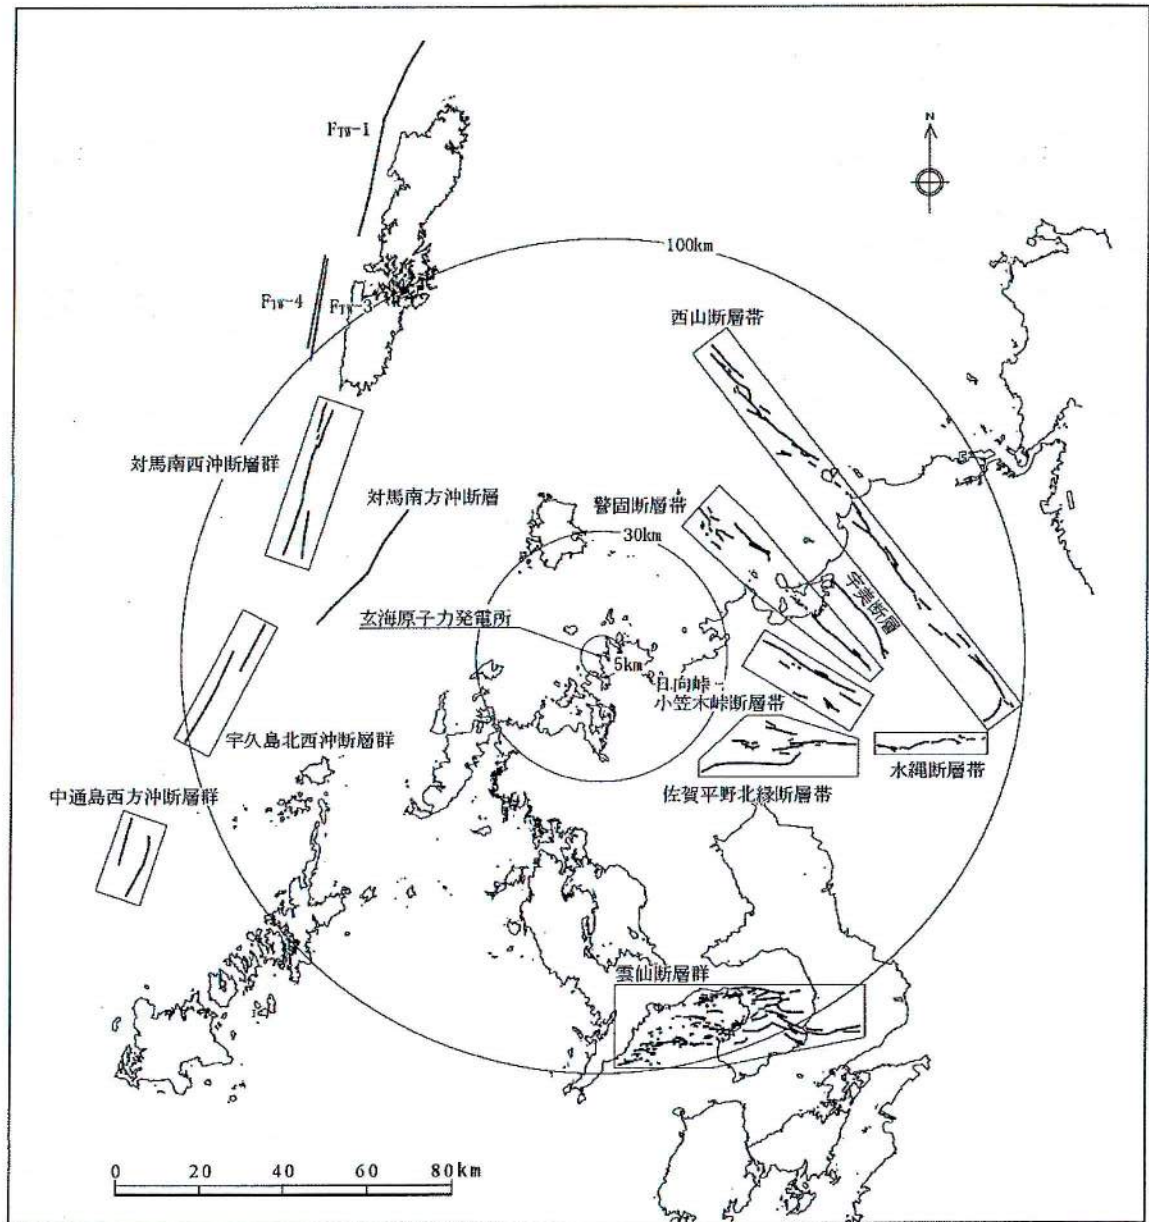 F_TW-1
N
100km
F_TW-4
F_TW-3
西山断層帯
対馬南西沖断層群
対馬南方沖断層
警固断層帯
30km
宇美断層
玄海原子力発電所
5km
日向峠－
小笠木峠断層帯
宇久島北西沖断層群
水縄断層帯
中通島西方沖断層群
佐賀平野北縁断層帯
雲仙断層群
0 20 40 60 80km